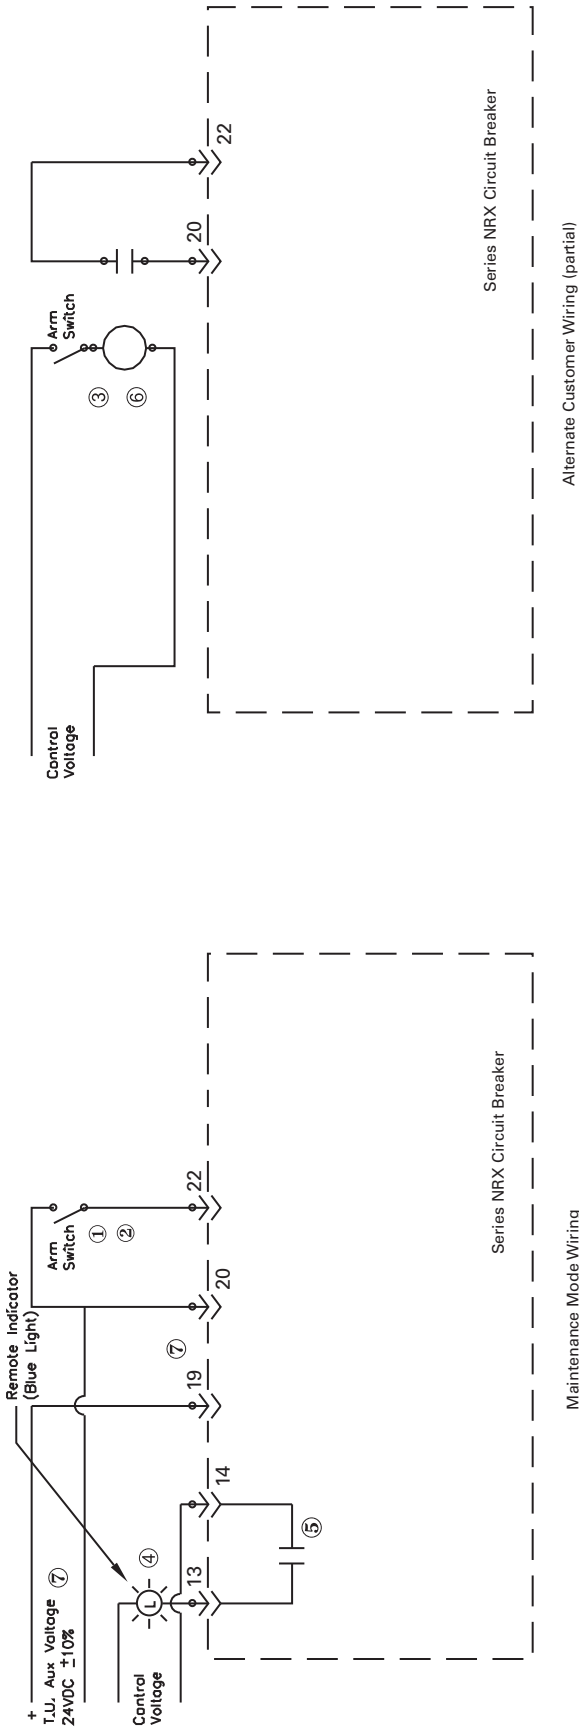 Remote Indicator
(Blue Light)
+
T.U. Aux Voltage ⑦
24VDC ±10%
Control
Voltage
④
13
14
⑤
19
⑦
20
22
Arm
Switch
①
②
Series NRX Circuit Breaker
Maintenance Mode Wiring
L
Control
Voltage
Arm
Switch
③
⑥
20
22
Series NRX Circuit Breaker
Alternate Customer Wiring (partial)